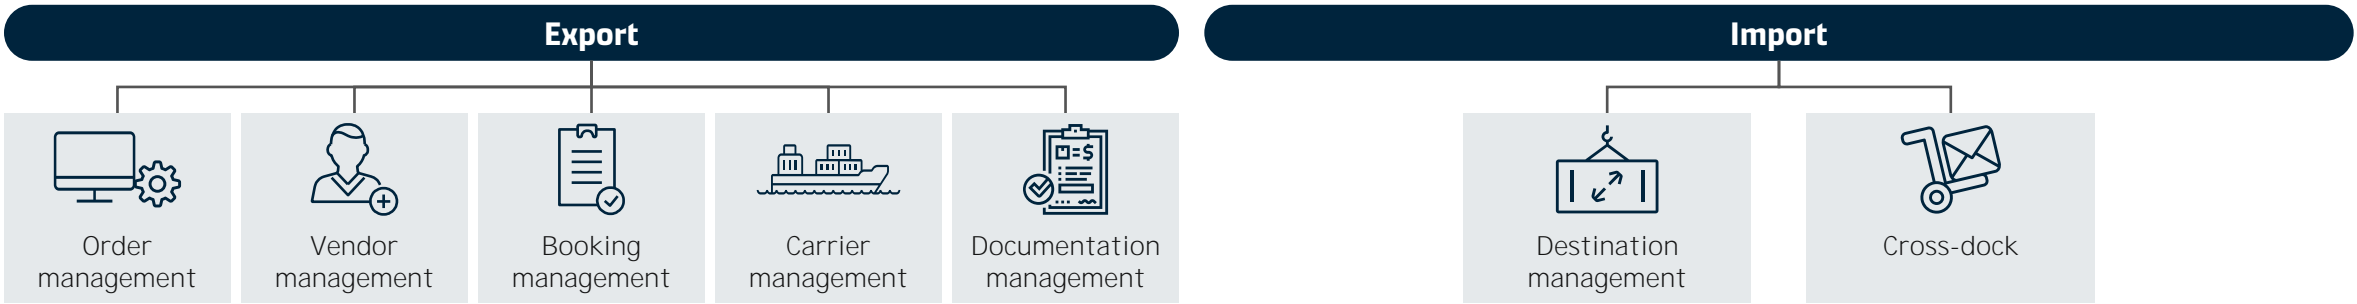 Export
Order
management
Vendor
management
Booking
management
Carrier
management
=$
Documentation
management
Import
Destination
management
Cross-dock